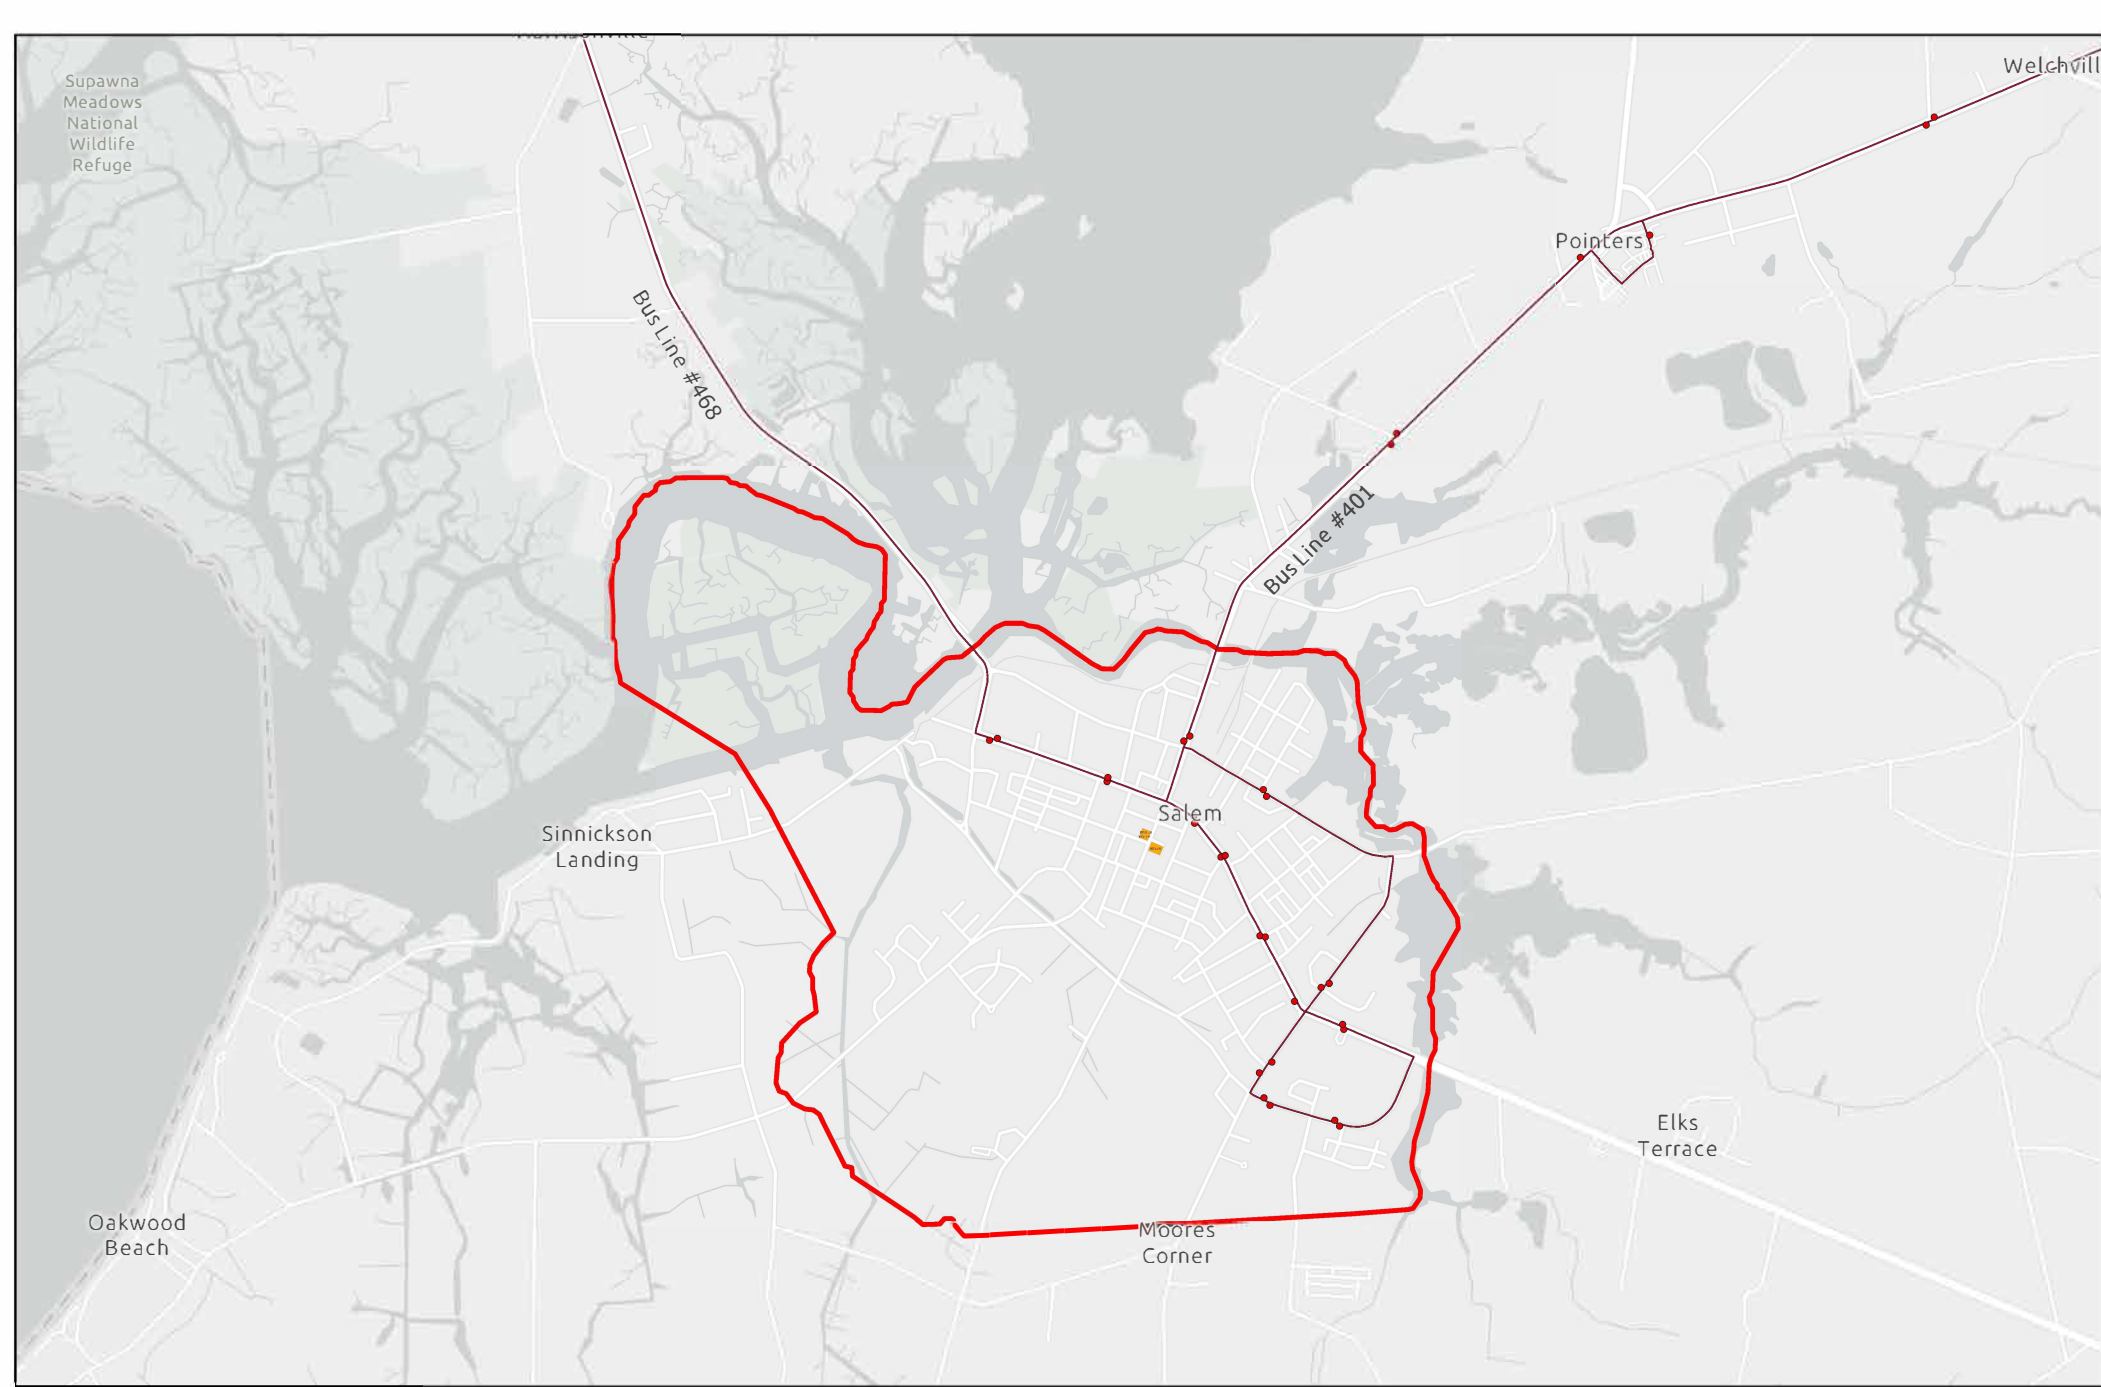 Welchvill
Supawna
Meadows
National
Wildlife
Refuge
Pointers
Bus Line #468
Bus Line #401
Salem
Sinnickson
Landing
Elks
Terrace
Oakwood
Beach
Moores
Corner